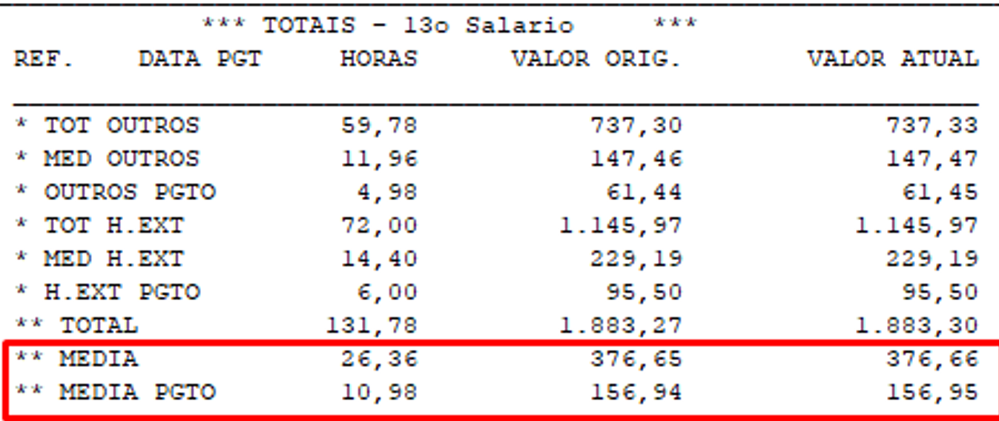 *** TOTAIS - 13o Salario ***
REF. DATA PGT HORAS VALOR ORIG. VALOR ATUAL
* TOT OUTROS 59,78 737,30 737,33
* MED OUTROS 11,96 147,46 147,47
* OUTROS PGTO 4,98 61,44 61,45
* TOT H.EXT 72,00 1.145,97 1.145,97
* MED H.EXT 14,40 229,19 229,19
* H.EXT PGTO 6,00 95,50 95,50
** TOTAL 131,78 1.883,27 1.883,30
** MEDIA 26,36 376,65 376,66
** MEDIA PGTO 10,98 156,94 156,95